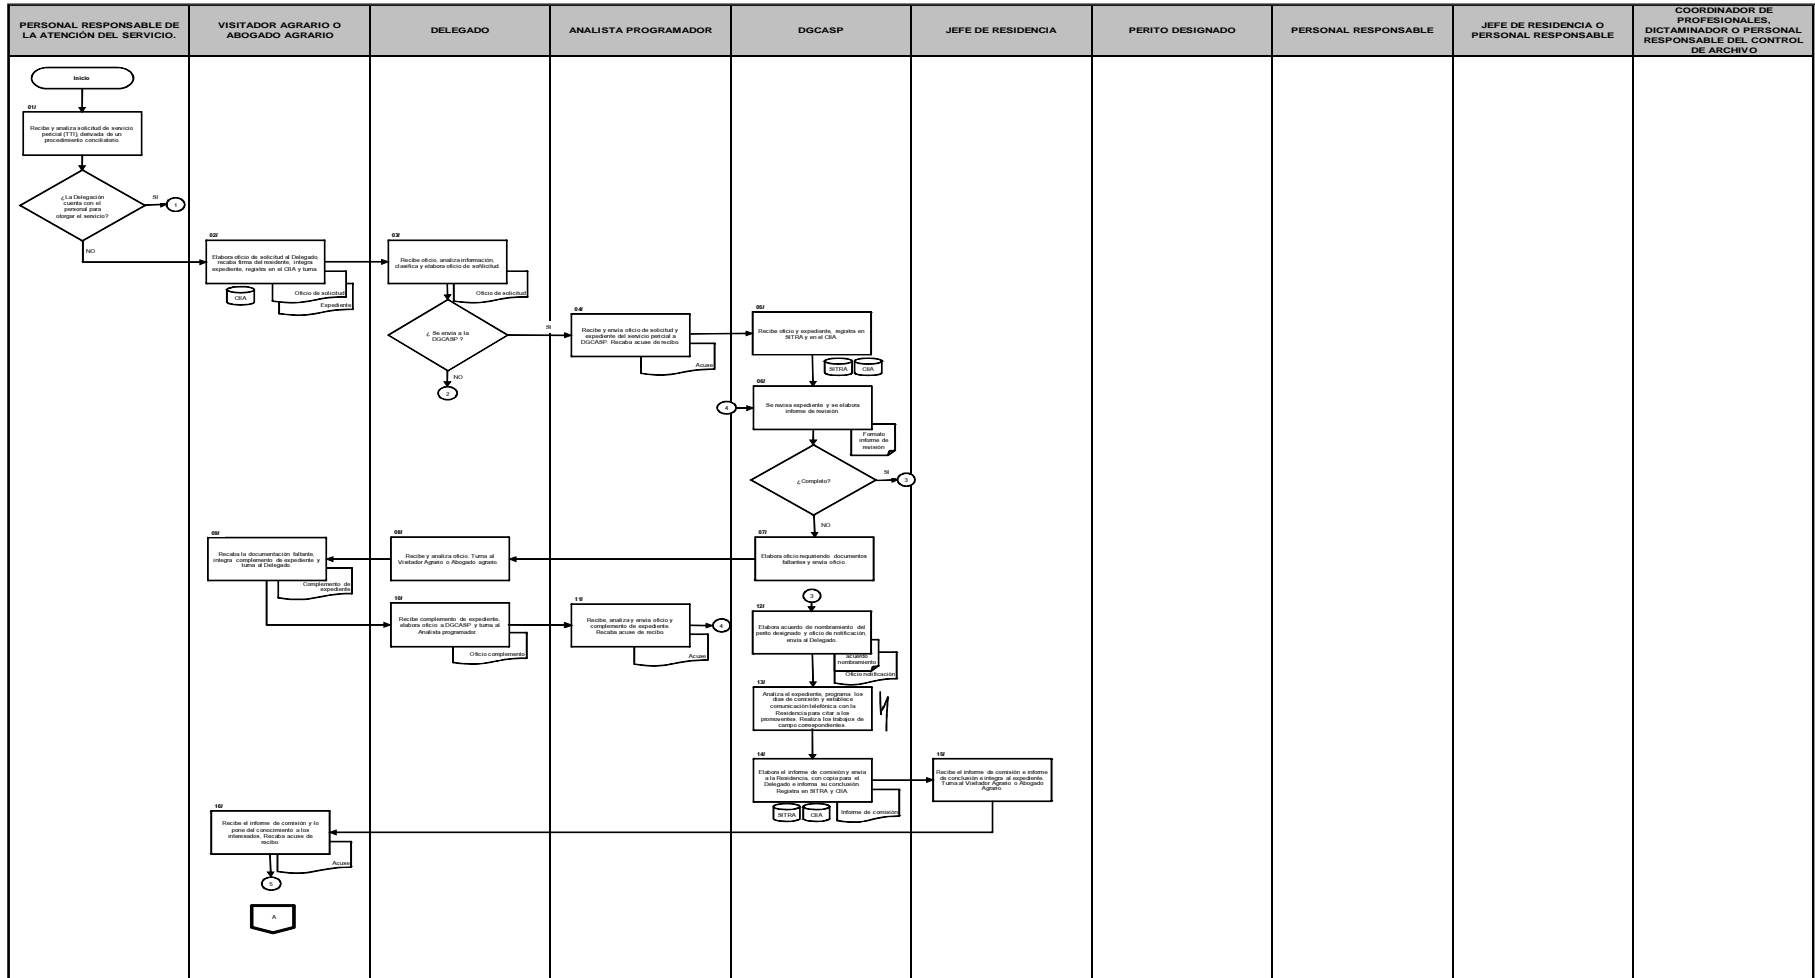 PERSONAL RESPONSABLE DE
LA ATENCIÓN DEL SERVICIO.
VISITADOR AGRARIO O
ABOGADO AGRARIO
DELEGADO
ANALISTA PROGRAMADOR
DGCASP
JEFE DE RESIDENCIA
PERITO DESIGNADO
PERSONAL RESPONSABLE
JEFE DE RESIDENCIA O
PERSONAL RESPONSABLE
COORDINADOR DE
PROFESIONALES,
DICTAMINADOR O PERSONAL
RESPONSABLE DEL CONTROL
DE ARCHIVO
Inicio
01/
Recibe y analiza solicitud de servicio
pericial (TTI), derivada de un
procedimiento conciliatorio.
¿La Delegación
cuenta con el
personal para
otorgar el servicio?
SI
1
NO
02/
Elabora oficio de solicitud al Delegado,
recaba firma del residente, integra
expediente, registra en el CIIA y turna.
CIIA
Oficio de solicitud
Expediente
03/
Recibe oficio, analiza información,
clasifica y elabora oficio de soñlicitud.
Oficio de solicitud
¿ Se envía a la
DGCASP ?
SI
NO
2
04/
Recibe y envía oficio de solicitud y
expediente del servicio pericial a
DGCASP. Recaba acuse de recibo.
Acuse
05/
Recibe oficio y expediente, registra en
SITRA y en el CIIA.
SITRA
CIIA
06/
4
Se revisa expediente y se elabora
informe de revisión.
Formato
informe de
revisión
¿Completo?
SI
3
NO
07/
Elabora oficio requiriendo documentos
faltantes y envía oficio.
08/
Recibe y analiza oficio. Turna al
Visitador Agrario o Abogado agrario.
09/
Recaba la documentación faltante,
integra complemento de expediente y
turna al Delegado.
Complemento de
expediente
10/
Recibe complemento de expediente,
elabora oficio a DGCASP y turna al
Analista programador.
Oficio complemento
11/
Recibe, analiza y envía oficio y
complemento de expediente.
Recaba acuse de recibo.
4
Acuse
3
12/
Elabora acuerdo de nombramiento del
perito designado y oficio de notificación,
envía al Delegado.
acuerdo
nombramiento
Oficio notificación
13/
Analiza el expediente, programa los
días de comisión y establece
comunicación telefónica con la
Residencia para citar a los
promoventes. Realiza los trabajos de
campo correspondientes.
14/
Elabora el informe de comisión y envía
a la Residencia, con copia para el
Delegado e informa su conclusión.
Registra en SITRA y CIIA.
SITRA
CIIA
Informe de comisión
15/
Recibe el informe de comisión e informe
de conclusión e integra al expediente.
Turna al Visitador Agrario o Abogado
Agrario.
16/
Recibe el informe de comisión y lo
pone del conocimiento a los
interesados, Recaba acuse de
recibo.
Acuse
5
A